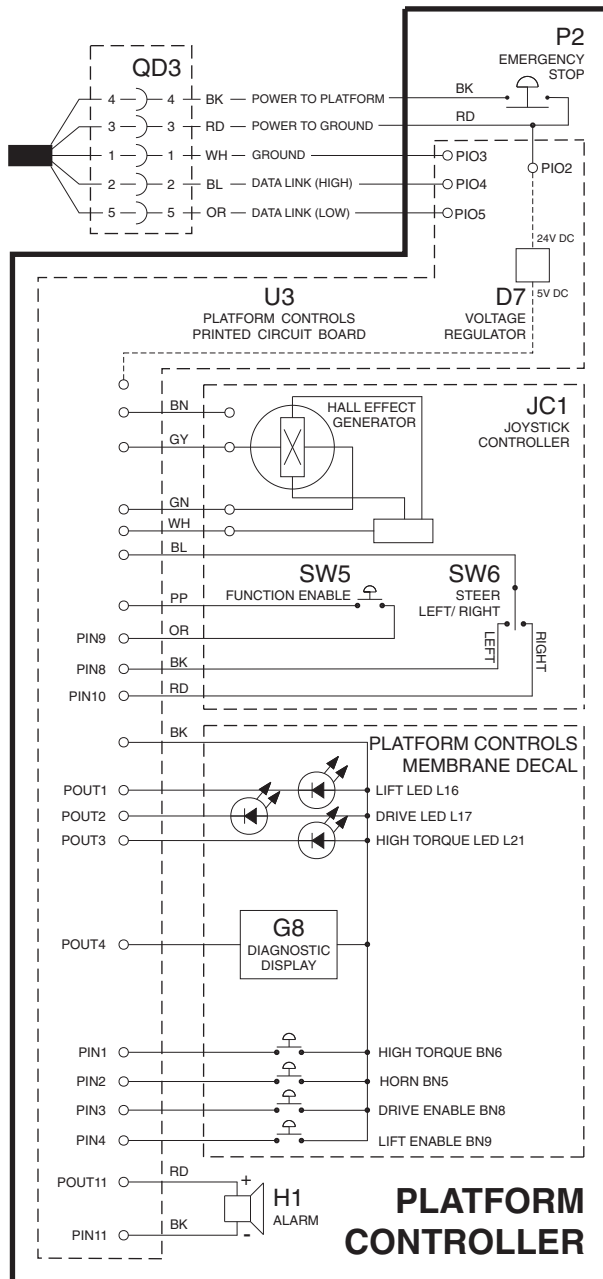 P2
EMERGENCY
STOP
QD3
4 4 BK POWER TO PLATFORM BK
3 3 RD POWER TO GROUND RD
1 1 WH GROUND PIO3
2 2 BL DATA LINK (HIGH) PIO4
5 5 OR DATA LINK (LOW) PIO5
PIO2
24V DC
5V DC
U3
PLATFORM CONTROLS
PRINTED CIRCUIT BOARD
D7
VOLTAGE
REGULATOR
BN
GY
GN
WH
BL
HALL EFFECT
GENERATOR
JC1
JOYSTICK
CONTROLLER
SW5
FUNCTION ENABLE
SW6
STEER
LEFT/ RIGHT
LEFT
RIGHT
PP
PIN9 OR
PIN8 BK
PIN10 RD
BK
PLATFORM CONTROLS
MEMBRANE DECAL
POUT1 LIFT LED L16
POUT2 DRIVE LED L17
POUT3 HIGH TORQUE LED L21
POUT4
G8
DIAGNOSTIC
DISPLAY
PIN1 HIGH TORQUE BN6
PIN2 HORN BN5
PIN3 DRIVE ENABLE BN8
PIN4 LIFT ENABLE BN9
POUT11 RD +
H1
ALARM
PIN11 BK -
PLATFORM
CONTROLLER